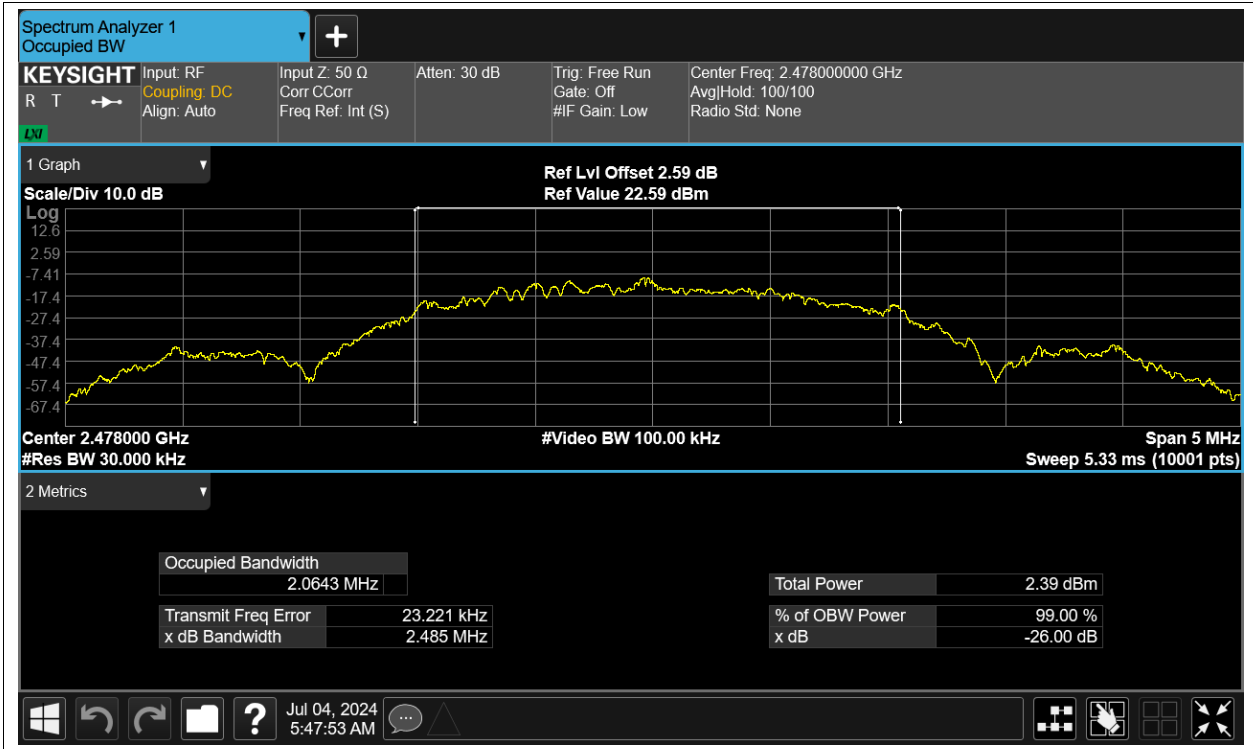 Spectrum Analyzer 1
Occupied BW
▼
+
KEYSIGHT
R T
LXI
Input: RF
Coupling: DC
Align: Auto
Input Z: 50 Ω
Corr CCorr
Freq Ref: Int (S)
Atten: 30 dB
Trig: Free Run
Gate: Off
#IF Gain: Low
Center Freq: 2.478000000 GHz
Avg|Hold: 100/100
Radio Std: None
1 Graph ▼
Scale/Div 10.0 dB
Ref Lvl Offset 2.59 dB
Ref Value 22.59 dBm
Log
12.6
2.59
-7.41
-17.4
-27.4
-37.4
-47.4
-57.4
-67.4
Center 2.478000 GHz
#Res BW 30.000 kHz
#Video BW 100.00 kHz
Span 5 MHz
Sweep 5.33 ms (10001 pts)
2 Metrics ▼
Occupied Bandwidth
2.0643 MHz
Transmit Freq Error 23.221 kHz
x dB Bandwidth 2.485 MHz
Total Power 2.39 dBm
% of OBW Power 99.00 %
x dB -26.00 dB
?
Jul 04, 2024
5:47:53 AM